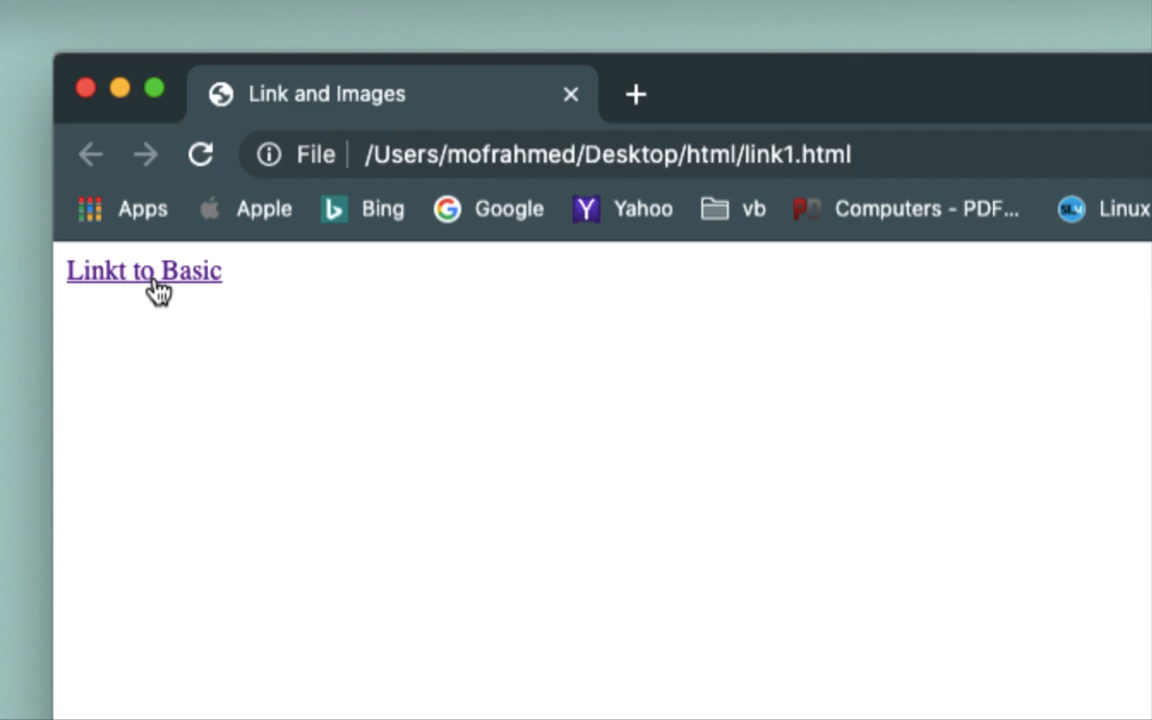 Link and Images
File /Users/mofrahmed/Desktop/html/link1.html
Apps Apple Bing Google Yahoo vb Computers - PDF... Linux
Linkt to Basic